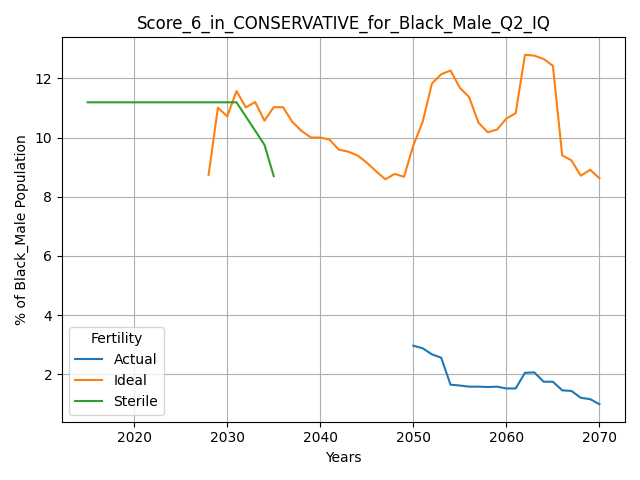 Score_6_in_CONSERVATIVE_for_Black_Male_Q2_IQ
% of Black_Male Population
12
10
8
6
4
2
Fertility
Actual
Ideal
Sterile
2020 2030 2040 2050 2060 2070
Years